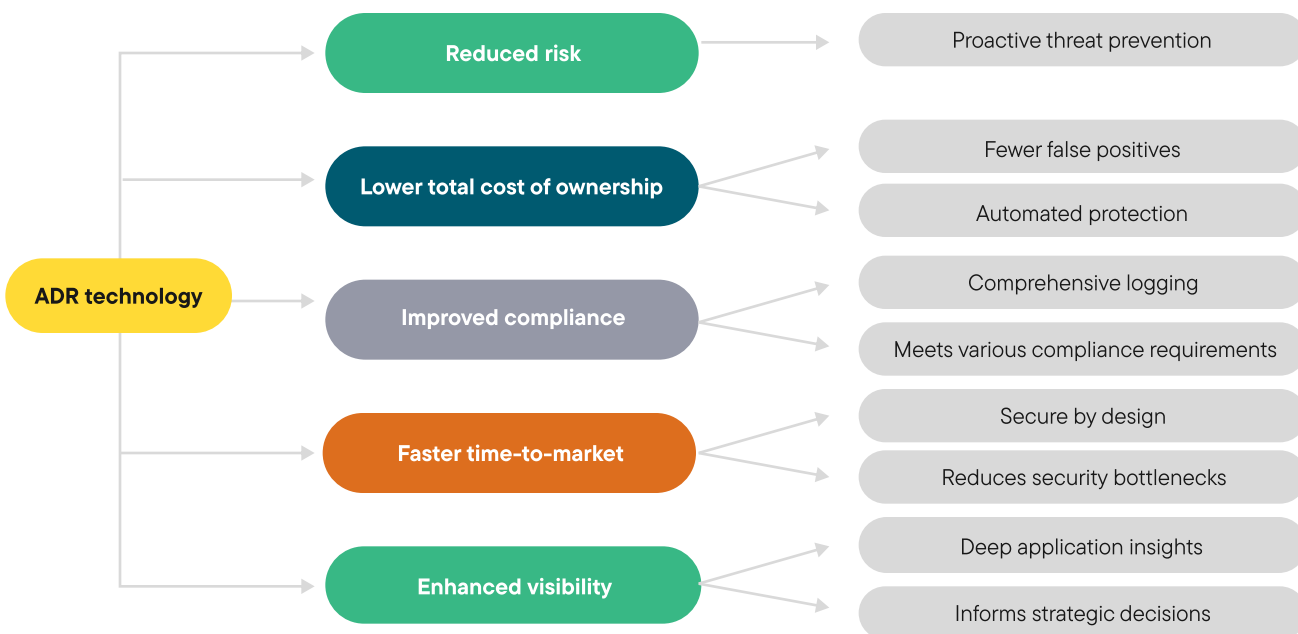 ADR technology
Reduced risk
Proactive threat prevention
Lower total cost of ownership
Fewer false positives
Automated protection
Improved compliance
Comprehensive logging
Meets various compliance requirements
Faster time-to-market
Secure by design
Reduces security bottlenecks
Enhanced visibility
Deep application insights
Informs strategic decisions